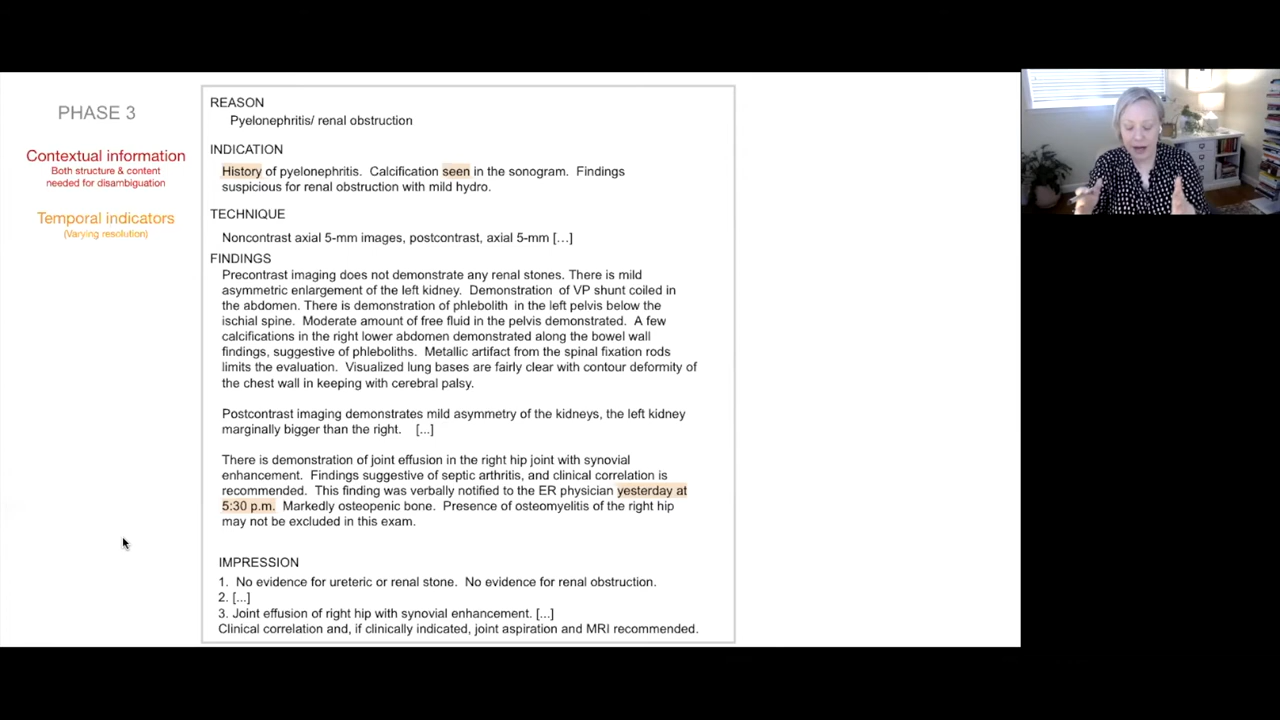 PHASE 3
Contextual information
Both structure & content
needed for disambiguation
Temporal indicators
(Varying resolution)
REASON
Pyelonephritis/ renal obstruction
INDICATION
History of pyelonephritis. Calcification seen in the sonogram. Findings
suspicious for renal obstruction with mild hydro.
TECHNIQUE
Noncontrast axial 5-mm images, postcontrast, axial 5-mm [...]
FINDINGS
Precontrast imaging does not demonstrate any renal stones. There is mild
asymmetric enlargement of the left kidney. Demonstration of VP shunt coiled in
the abdomen. There is demonstration of phlebolith in the left pelvis below the
ischial spine. Moderate amount of free fluid in the pelvis demonstrated. A few
calcifications in the right lower abdomen demonstrated along the bowel wall
findings, suggestive of phleboliths. Metallic artifact from the spinal fixation rods
limits the evaluation. Visualized lung bases are fairly clear with contour deformity of
the chest wall in keeping with cerebral palsy.
Postcontrast imaging demonstrates mild asymmetry of the kidneys, the left kidney
marginally bigger than the right. [...]
There is demonstration of joint effusion in the right hip joint with synovial
enhancement. Findings suggestive of septic arthritis, and clinical correlation is
recommended. This finding was verbally notified to the ER physician yesterday at
5:30 p.m. Markedly osteopenic bone. Presence of osteomyelitis of the right hip
may not be excluded in this exam.
IMPRESSION
1. No evidence for ureteric or renal stone. No evidence for renal obstruction.
2. [...]
3. Joint effusion of right hip with synovial enhancement. [...]
Clinical correlation and, if clinically indicated, joint aspiration and MRI recommended.